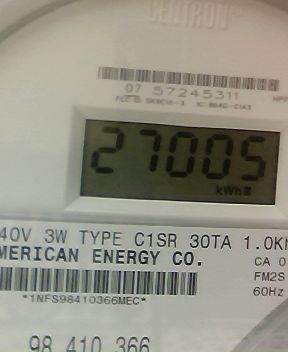 CENTRON
07 57245311
27005
kWh
40V 3W TYPE C1SR 30TA 1.0K
MERICAN ENERGY CO.
CA 0
FM2S
60Hz
*1NFS98410366MEC*
98 410 366